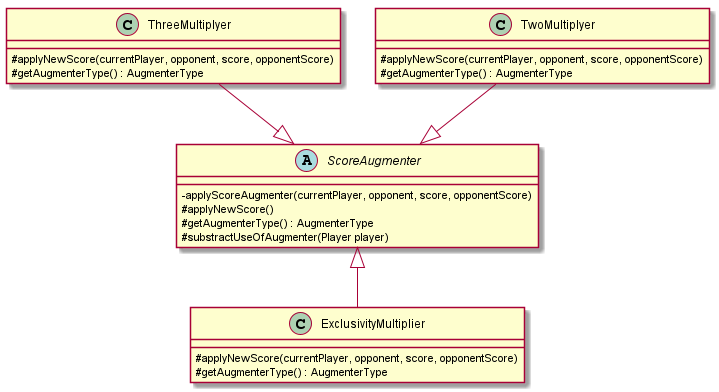 C ThreeMultiplyer
#applyNewScore(currentPlayer, opponent, score, opponentScore)
#getAugmenterType() : AugmenterType
C TwoMultiplyer
#applyNewScore(currentPlayer, opponent, score, opponentScore)
#getAugmenterType() : AugmenterType
A ScoreAugmenter
-applyScoreAugmenter(currentPlayer, opponent, score, opponentScore)
#applyNewScore()
#getAugmenterType() : AugmenterType
#substractUseOfAugmenter(Player player)
C ExclusivityMultiplier
#applyNewScore(currentPlayer, opponent, score, opponentScore)
#getAugmenterType() : AugmenterType